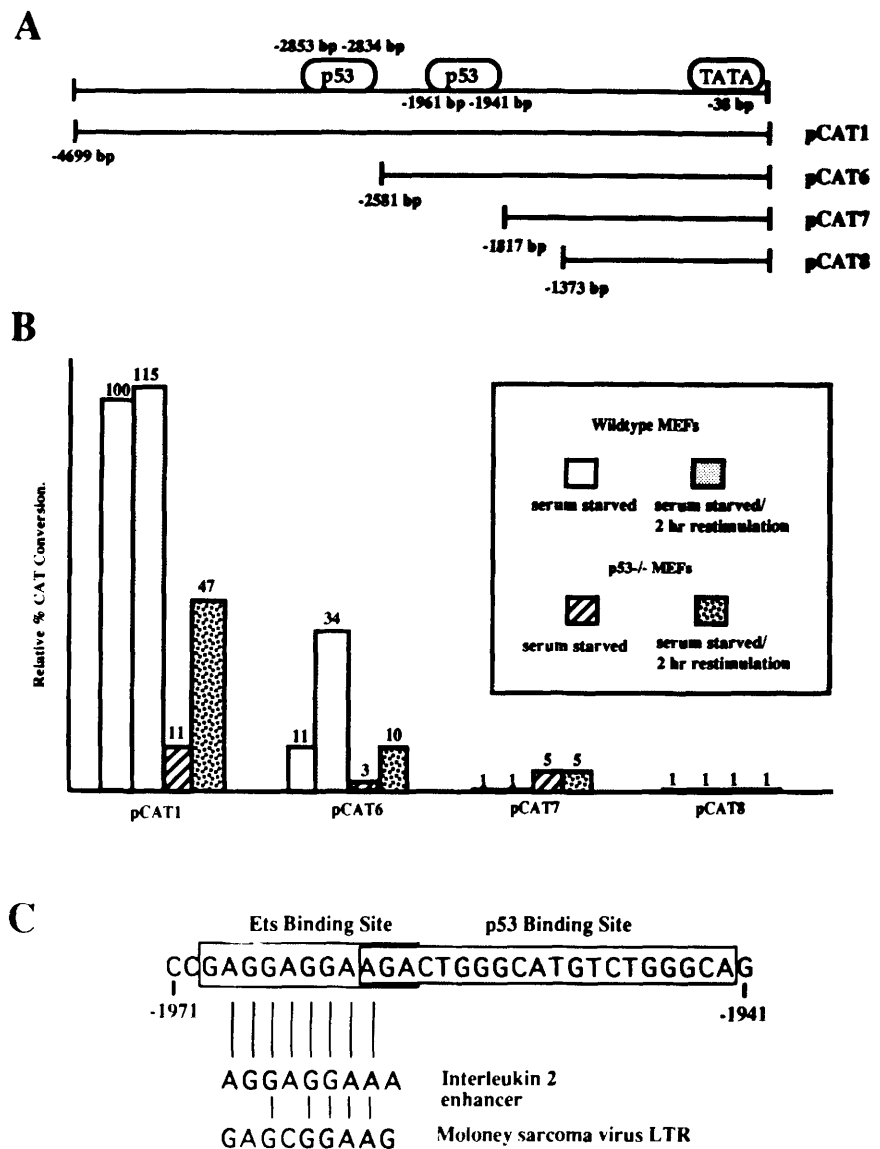 A
-2853 bp -2834 bp
p53
p53
TATA
-1961 bp -1941 bp
-38 bp
pCAT1
-4699 bp
pCAT6
-2581 bp
pCAT7
-1817 bp
pCAT8
-1373 bp
B
Relative % CAT Conversion.
100
115
11
47
11
34
3
10
1
1
5
5
1
1
1
1
pCAT1
pCAT6
pCAT7
pCAT8
Wildtype MEFs
serum starved
serum starved/
2 hr restimulation
p53-/- MEFs
serum starved
serum starved/
2 hr restimulation
C
Ets Binding Site
p53 Binding Site
CCGAGGAGGAAGACTGGGCATGTCTGGGCAG
-1971
-1941
AGGAGGAAA
Interleukin 2
enhancer
GAGCGGAAG
Moloney sarcoma virus LTR